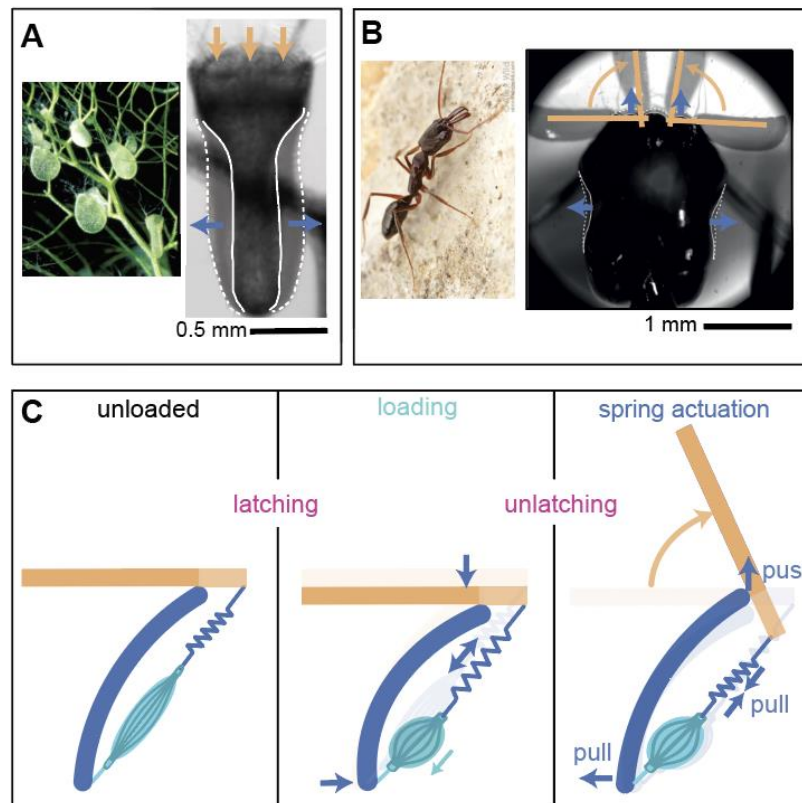 A
0.5 mm
B
1 mm
C
unloaded
loading
spring actuation
latching
unlatching
pus
pull
pull